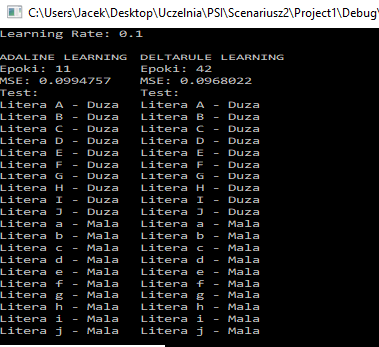 C:\Users\Jacek\Desktop\Uczelnia\PSI\Scenariusz2\Project1\Debug\
Learning Rate: 0.1
ADALINE LEARNING DELTARULE LEARNING
Epoki: 11 Epoki: 42
MSE: 0.0994757 MSE: 0.0968022
Test: Test:
Litera A - Duza Litera A - Duza
Litera B - Duza Litera B - Duza
Litera C - Duza Litera C - Duza
Litera D - Duza Litera D - Duza
Litera E - Duza Litera E - Duza
Litera F - Duza Litera F - Duza
Litera G - Duza Litera G - Duza
Litera H - Duza Litera H - Duza
Litera I - Duza Litera I - Duza
Litera J - Duza Litera J - Duza
Litera a - Mala Litera a - Mala
Litera b - Mala Litera b - Mala
Litera c - Mala Litera c - Mala
Litera d - Mala Litera d - Mala
Litera e - Mala Litera e - Mala
Litera f - Mala Litera f - Mala
Litera g - Mala Litera g - Mala
Litera h - Mala Litera h - Mala
Litera i - Mala Litera i - Mala
Litera j - Mala Litera j - Mala